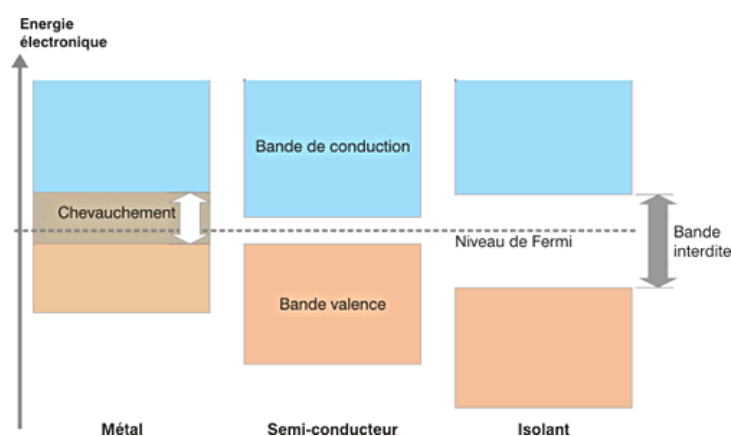 Energie
électronique
Bande de conduction
Chevauchement
Niveau de Fermi
Bande
interdite
Bande valence
Métal
Semi-conducteur
Isolant